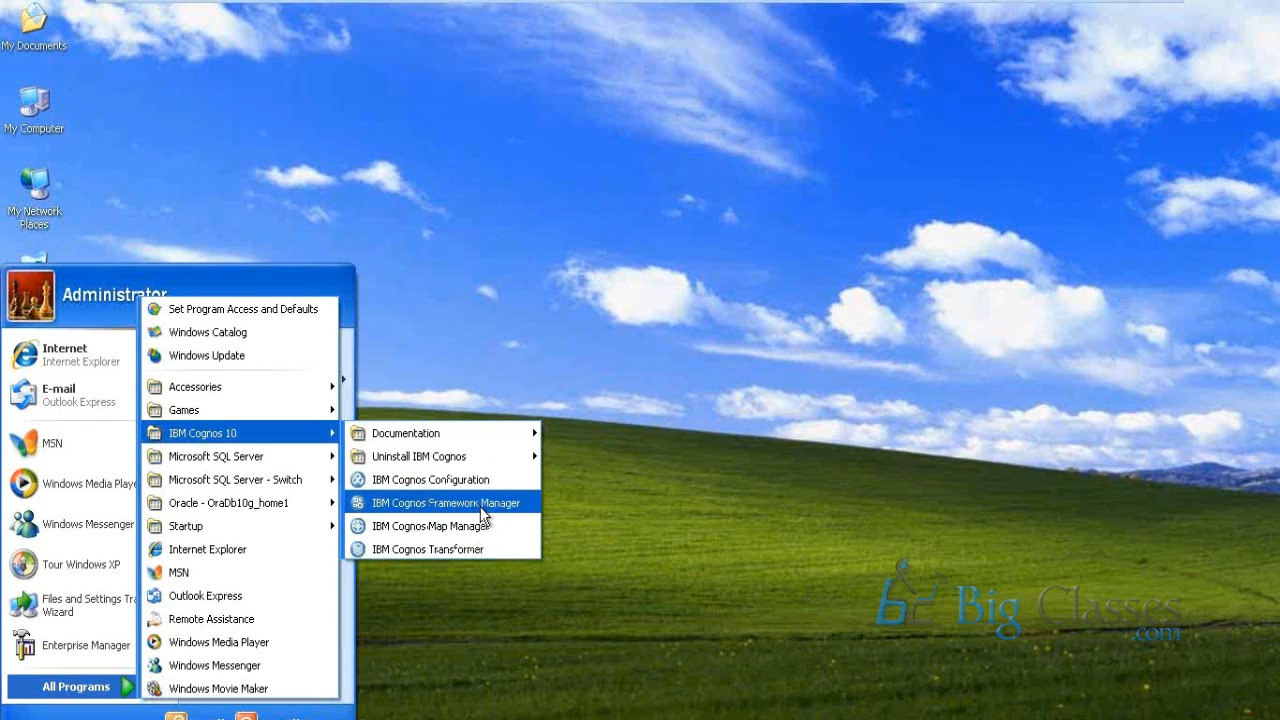 My Documents
My Computer
My Network
Places
Administrator
Internet
Internet Explorer
E-mail
Outlook Express
MSN
Windows Media Playe
Windows Messenger
Tour Windows XP
Files and Settings Tra
Wizard
Enterprise Manager
All Programs
Set Program Access and Defaults
Windows Catalog
Windows Update
Accessories
Games
IBM Cognos 10
Microsoft SQL Server
Microsoft SQL Server - Switch
Oracle - OraDb10g_home1
Startup
Internet Explorer
MSN
Outlook Express
Remote Assistance
Windows Media Player
Windows Messenger
Windows Movie Maker
Documentation
Uninstall IBM Cognos
IBM Cognos Configuration
IBM Cognos Framework Manager
IBM Cognos Map Manager
IBM Cognos Transformer
Big Classes
.com